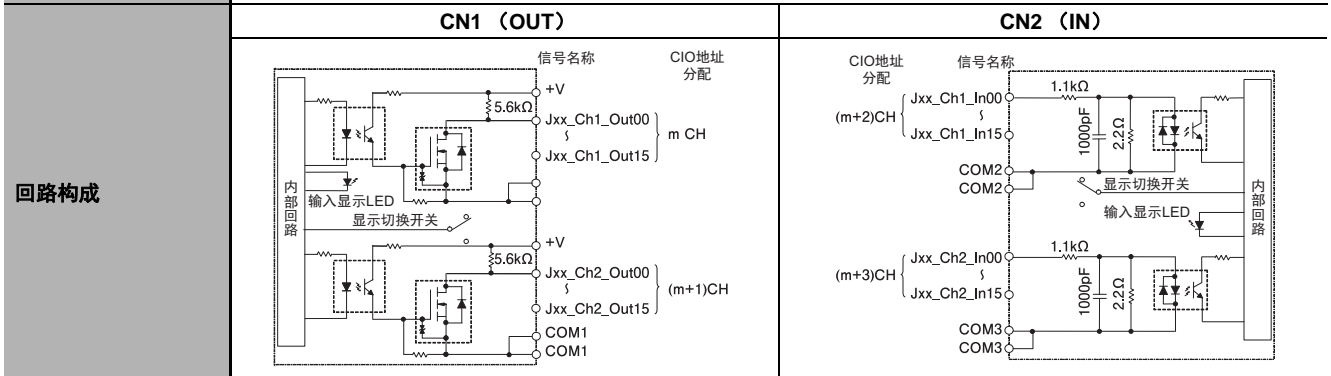 CN1 （OUT）
CN2 （IN）
回路构成
信号名称
CIO地址
分配
+V
5.6kΩ
Jxx_Ch1_Out00
~
Jxx_Ch1_Out15
m CH
内部回路
输入显示LED
显示切换开关
+V
5.6kΩ
Jxx_Ch2_Out00
~
Jxx_Ch2_Out15
(m+1)CH
COM1
COM1
CIO地址
分配
信号名称
1.1kΩ
Jxx_Ch1_In00
~
Jxx_Ch1_In15
(m+2)CH
1000pF
2.2Ω
COM2
COM2
显示切换开关
输入显示LED
内部回路
1.1kΩ
Jxx_Ch2_In00
~
Jxx_Ch2_In15
(m+3)CH
1000pF
2.2Ω
COM3
COM3